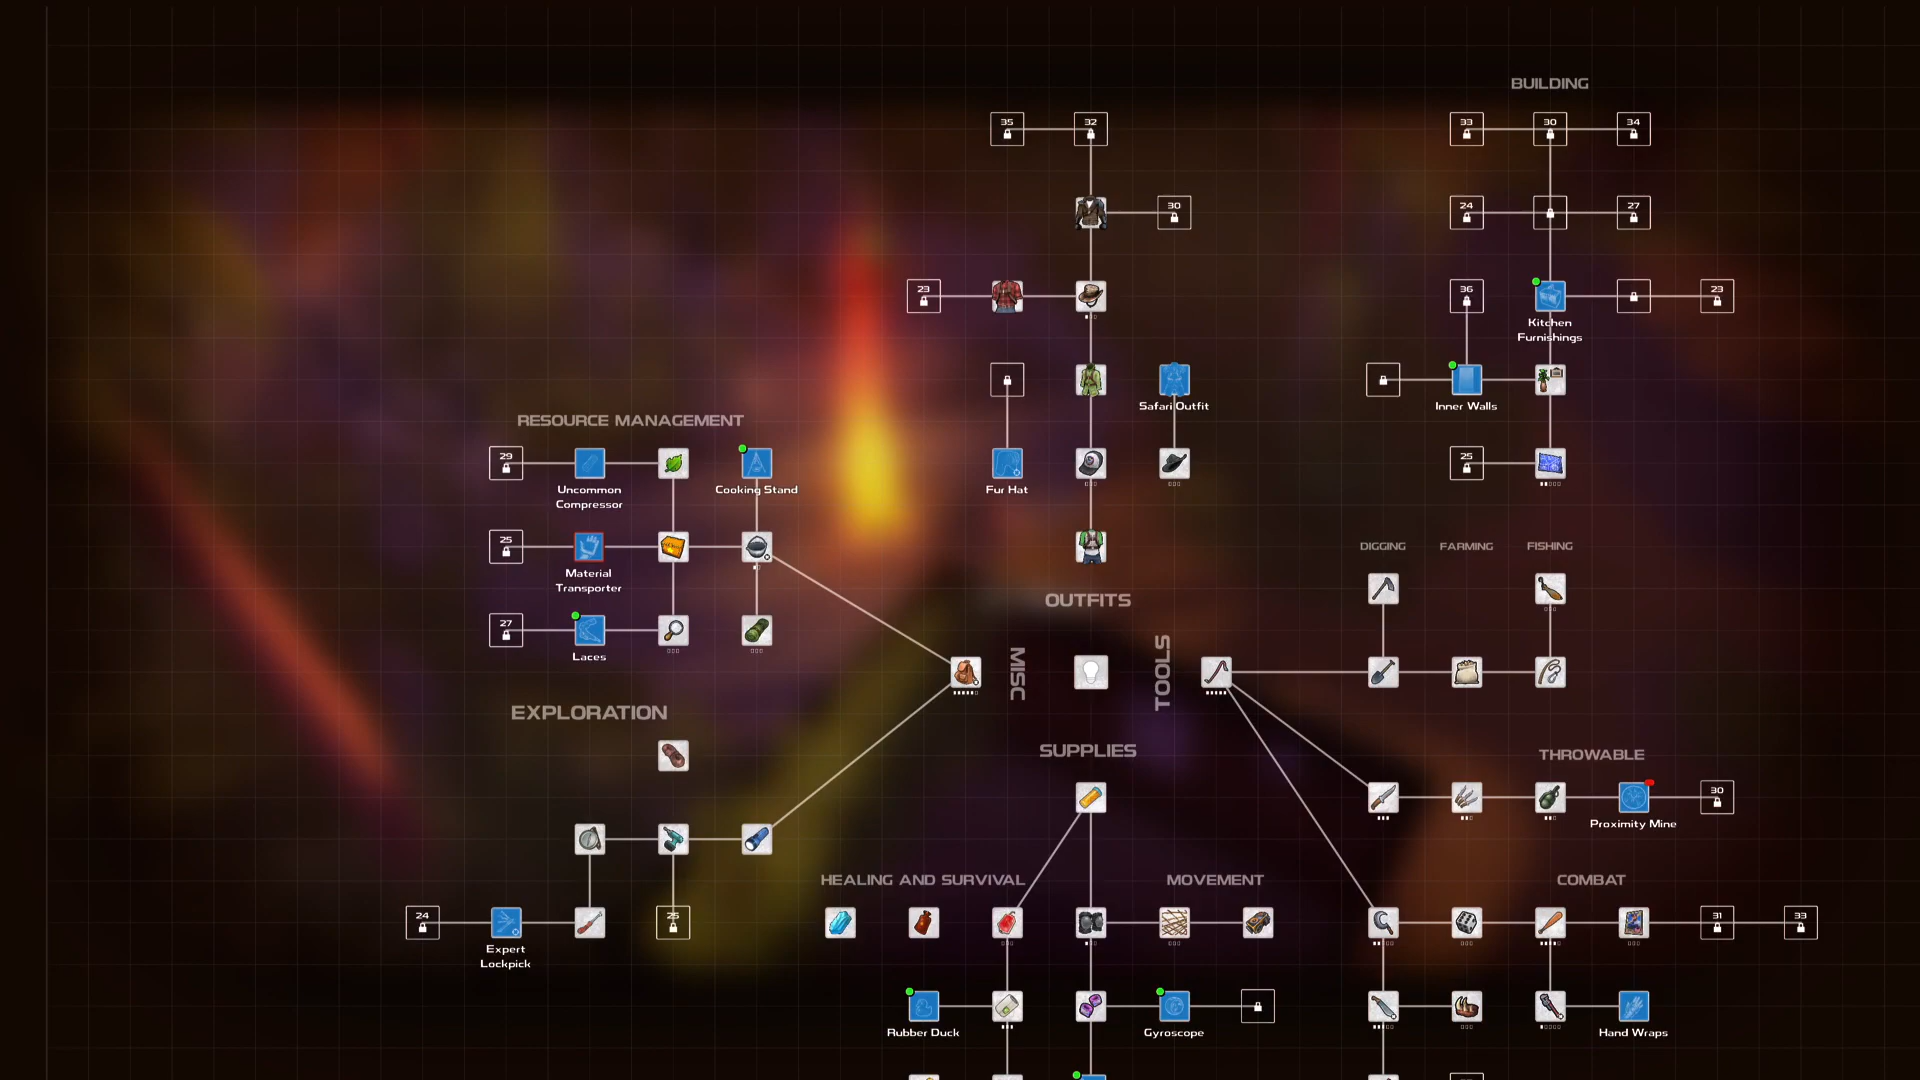 BUILDING
35
32
33
30
34
30
24
27
23
36
23
Kitchen
Furnishings
Safari Outfit
Inner Walls
RESOURCE MANAGEMENT
29
25
Uncommon
Compressor
Cooking Stand
Fur Hat
25
DIGGING
FARMING
FISHING
Material
Transporter
OUTFITS
27
Laces
MISC
TOOLS
EXPLORATION
SUPPLIES
THROWABLE
30
Proximity Mine
HEALING AND SURVIVAL
MOVEMENT
COMBAT
24
25
31
33
Expert
Lockpick
Rubber Duck
Gyroscope
Hand Wraps